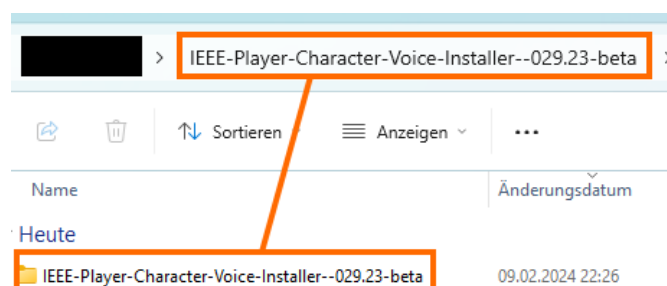 IEEE-Player-Character-Voice-Installer--029.23-beta
Sortieren Anzeigen
Name Änderungsdatum
Heute
IEEE-Player-Character-Voice-Installer--029.23-beta 09.02.2024 22:26